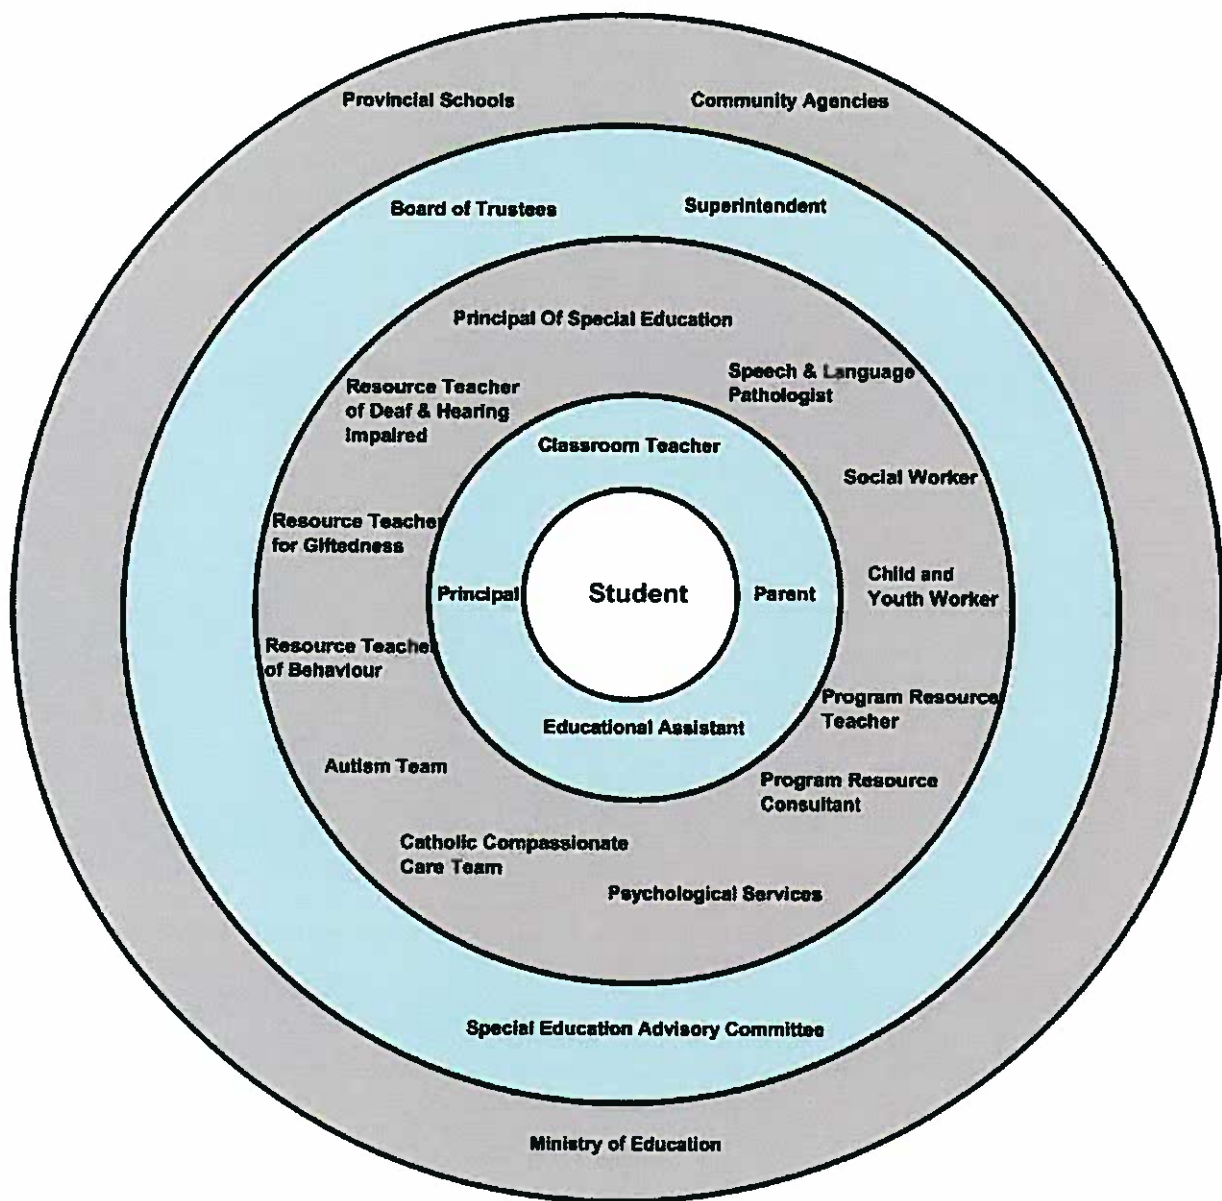 Provincial Schools
Community Agencies
Board of Trustees
Superintendent
Principal Of Special Education
Speech & Language
Pathologist
Resource Teacher
of Deaf & Hearing
Impaired
Classroom Teacher
Social Worker
Resource Teacher
for Giftedness
Child and
Youth Worker
Principal
Student
Parent
Resource Teacher
of Behaviour
Program Resource
Teacher
Educational Assistant
Autism Team
Program Resource
Consultant
Catholic Compassionate
Care Team
Psychological Services
Special Education Advisory Committee
Ministry of Education